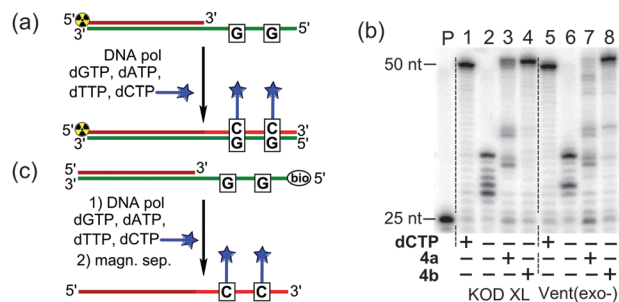 (a)
5' 3'
3' G G 5'
DNA pol
dGTP, dATP,
dTTP, dCTP
5' C C 3'
3' G G 5'
(c)
5' 3'
3' G G bio 5'
1) DNA pol
dGTP, dATP,
dTTP, dCTP
2) magn. sep.
5' C C 3'
(b)
P 1 2 3 4 5 6 7 8
50 nt
25 nt
dCTP + − − − + − − −
4a − − + − − − + −
4b − − − + − − − +
KOD XL Vent(exo-)